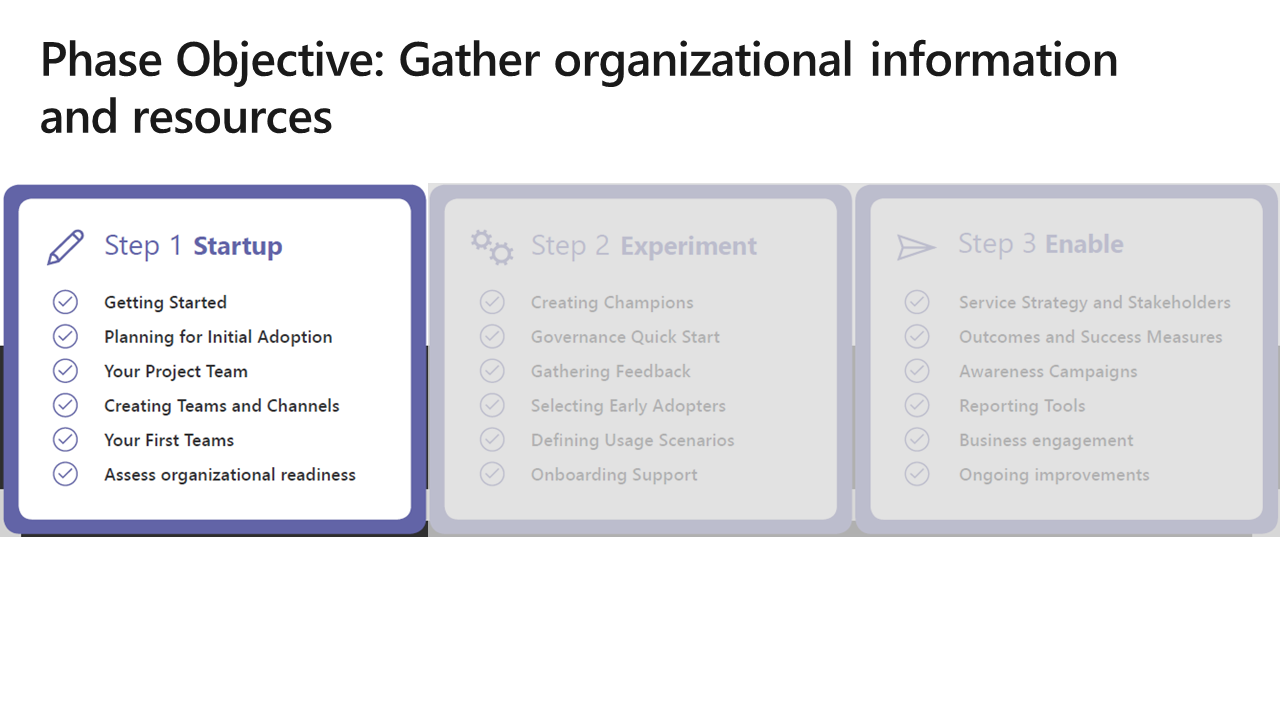 Phase Objective: Gather organizational information
and resources
Step 1 Startup
Getting Started
Planning for Initial Adoption
Your Project Team
Creating Teams and Channels
Your First Teams
Assess organizational readiness
Step 2 Experiment
Creating Champions
Governance Quick Start
Gathering Feedback
Selecting Early Adopters
Defining Usage Scenarios
Onboarding Support
Step 3 Enable
Service Strategy and Stakeholders
Outcomes and Success Measures
Awareness Campaigns
Reporting Tools
Business engagement
Ongoing improvements